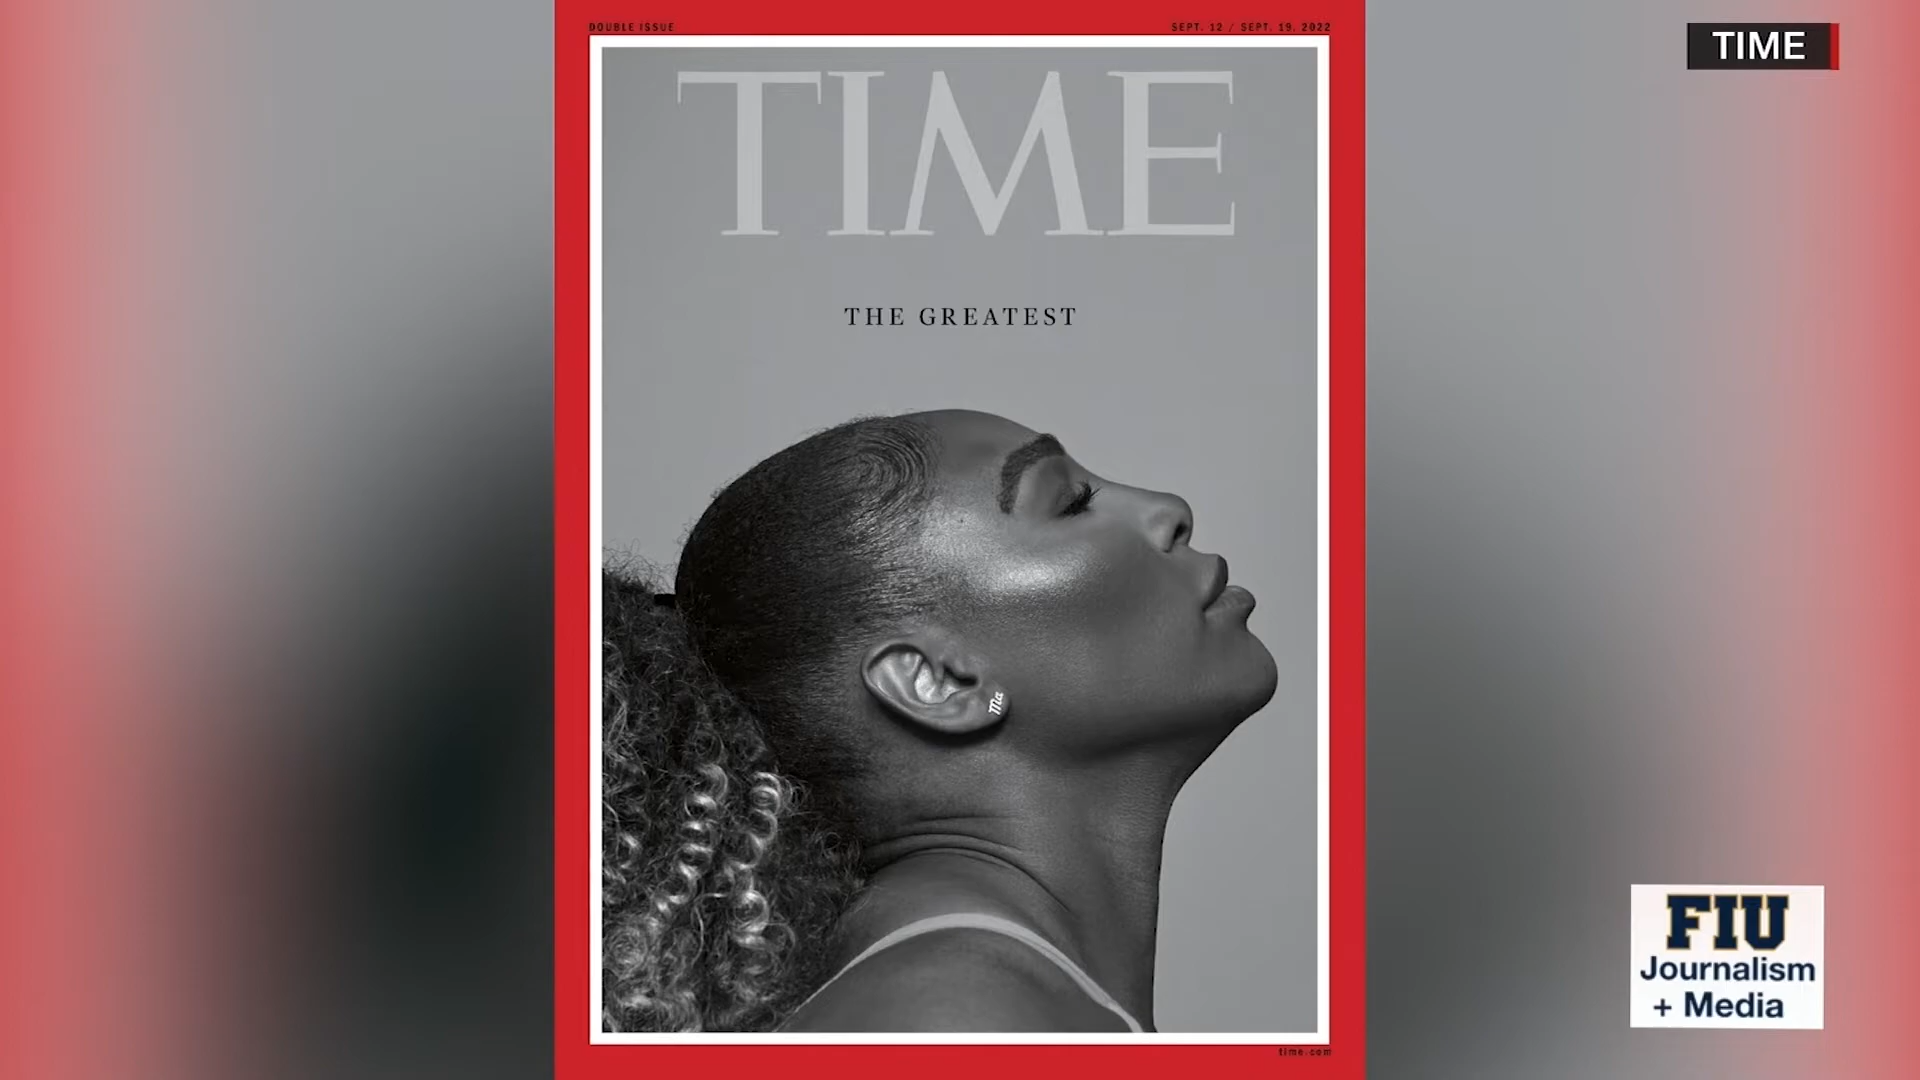 DOUBLE ISSUE
SEPT. 12 / SEPT. 19, 2022
TIME
TIME
THE GREATEST
Ma
FIU
Journalism
+ Media
time.com